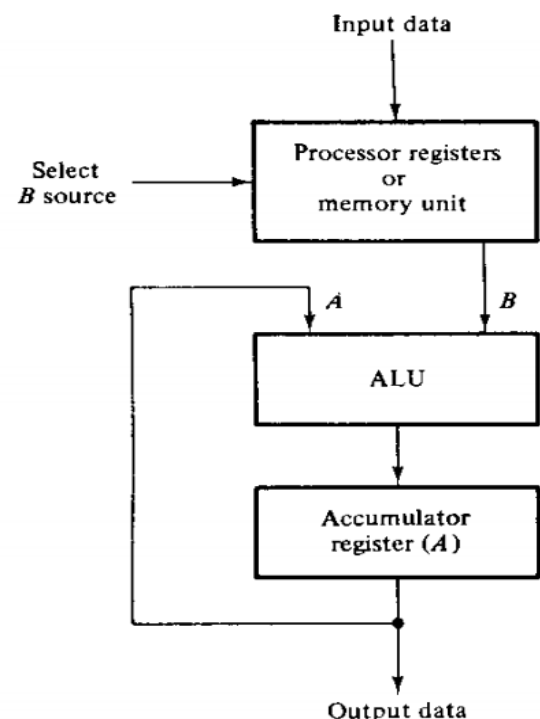 Input data
Processor registers
or
memory unit
Select
B source
A
B
ALU
Accumulator
register (A)
Output data